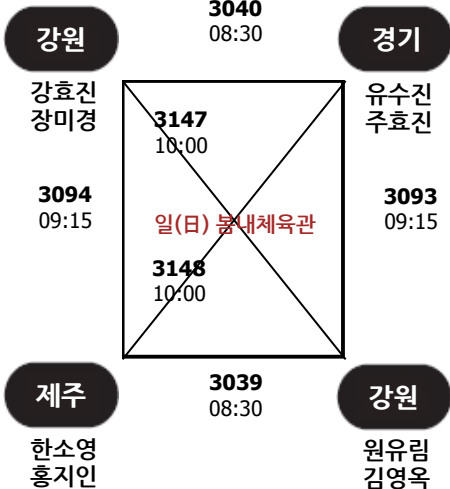 3040
08:30
강원
경기
강효진
장미경
유수진
주효진
3147
10:00
3094
09:15
3093
09:15
일(日) 봄내체육관
3148
10:00
제주
3039
08:30
강원
한소영
홍지인
원유림
김영옥